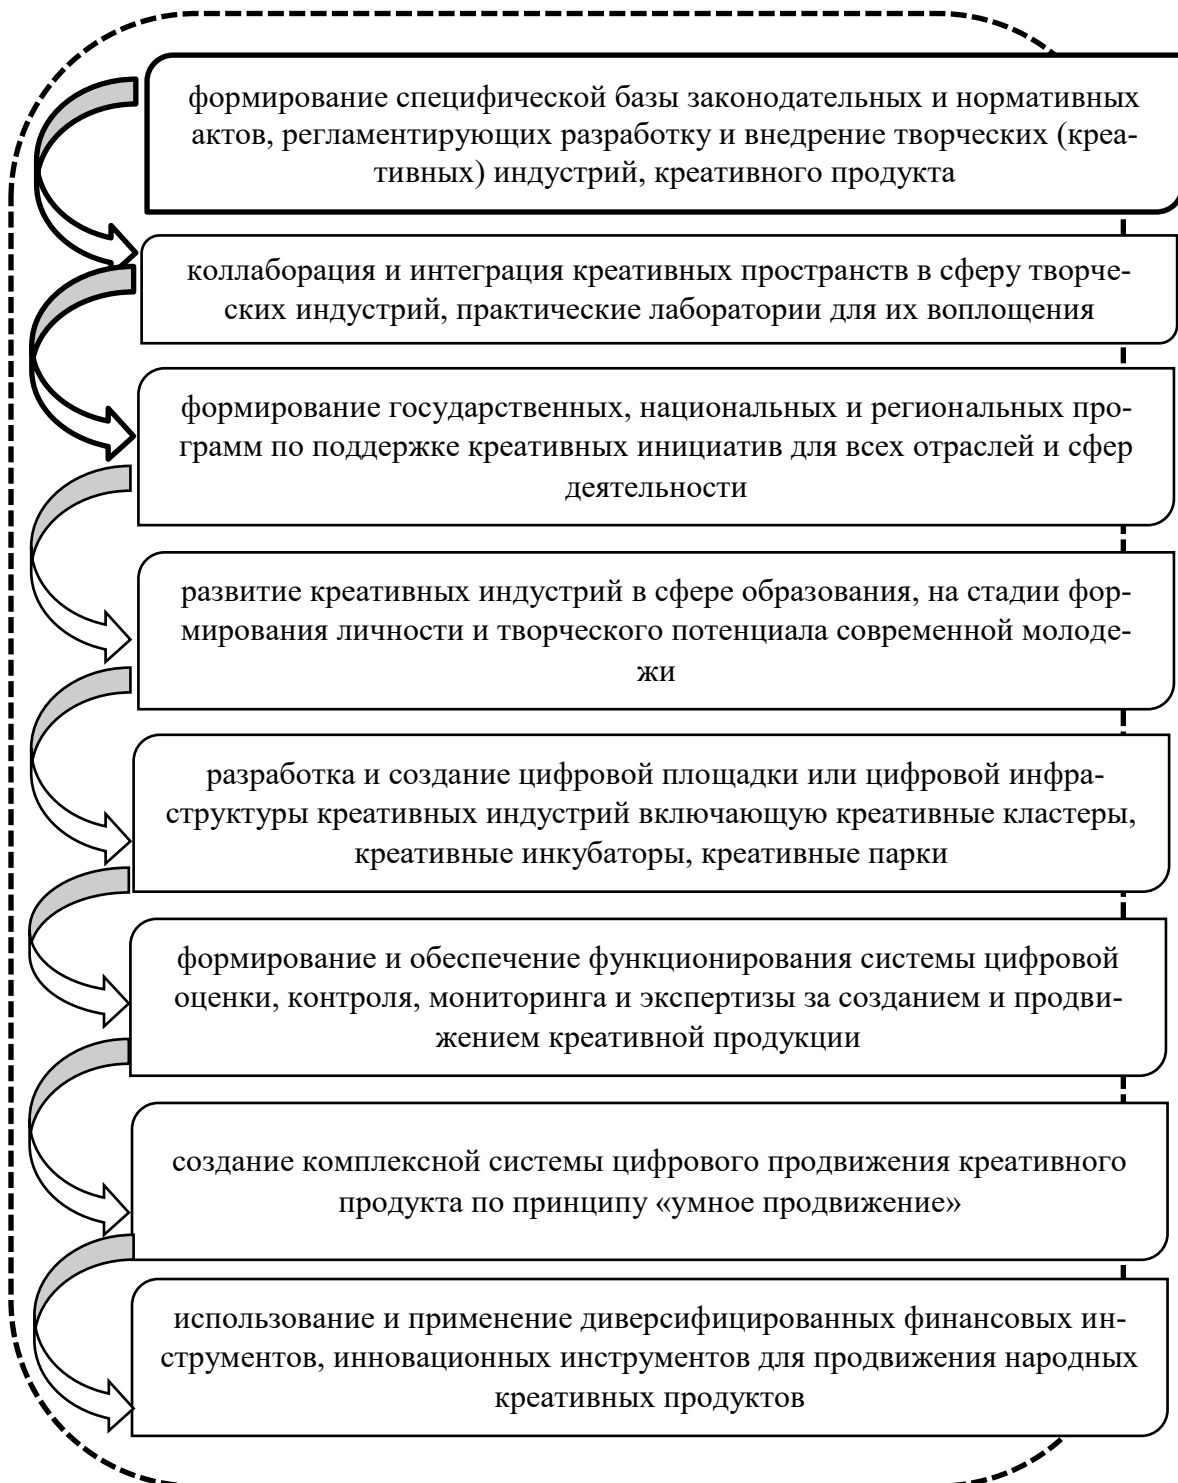 формирование специфической базы законодательных и нормативных
актов, регламентирующих разработку и внедрение творческих (креа-
тивных) индустрий, креативного продукта
коллаборация и интеграция креативных пространств в сферу творче-
ских индустрий, практические лаборатории для их воплощения
формирование государственных, национальных и региональных про-
грамм по поддержке креативных инициатив для всех отраслей и сфер
деятельности
развитие креативных индустрий в сфере образования, на стадии фор-
мирования личности и творческого потенциала современной молоде-
жи
разработка и создание цифровой площадки или цифровой инфра-
структуры креативных индустрий включающую креативные кластеры,
креативные инкубаторы, креативные парки
формирование и обеспечение функционирования системы цифровой
оценки, контроля, мониторинга и экспертизы за созданием и продви-
жением креативной продукции
создание комплексной системы цифрового продвижения креативного
продукта по принципу «умное продвижение»
использование и применение диверсифицированных финансовых ин-
струментов, инновационных инструментов для продвижения народных
креативных продуктов